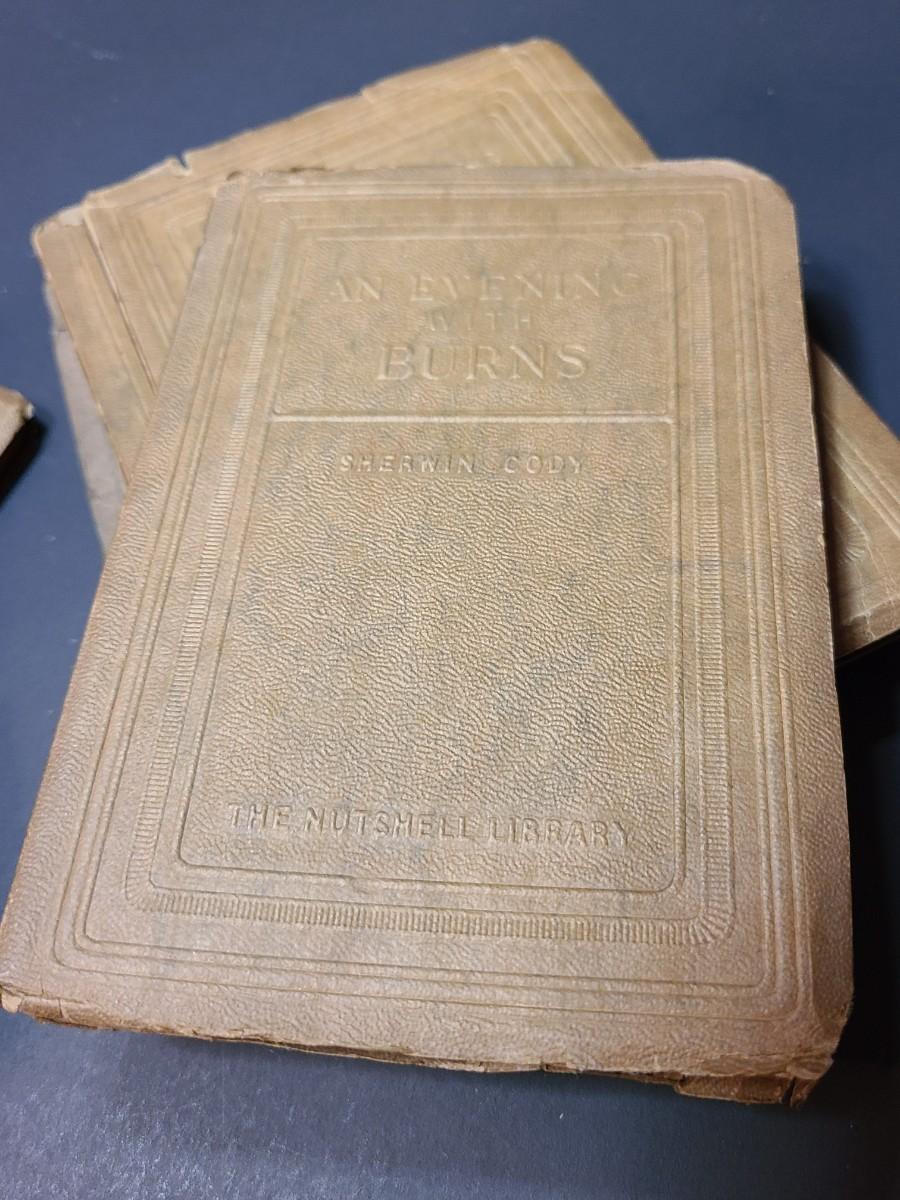 AN EVENING
WITH
BURNS
SHERWIN CODY
THE NUTSHELL LIBRARY